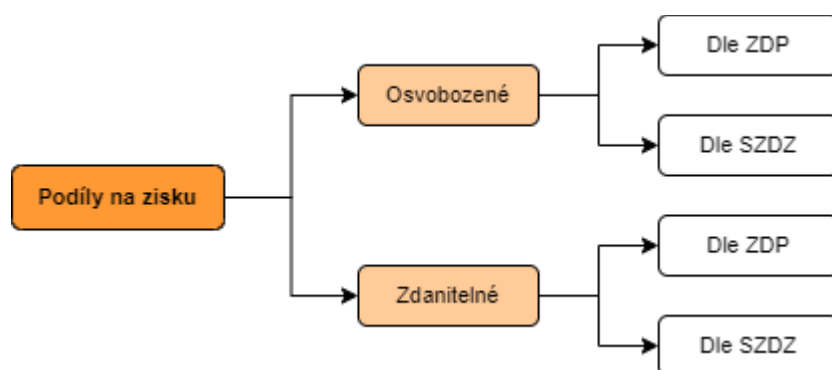 Podíly na zisku
Osvobozené
Dle ZDP
Dle SZDZ
Zdanitelné
Dle ZDP
Dle SZDZ